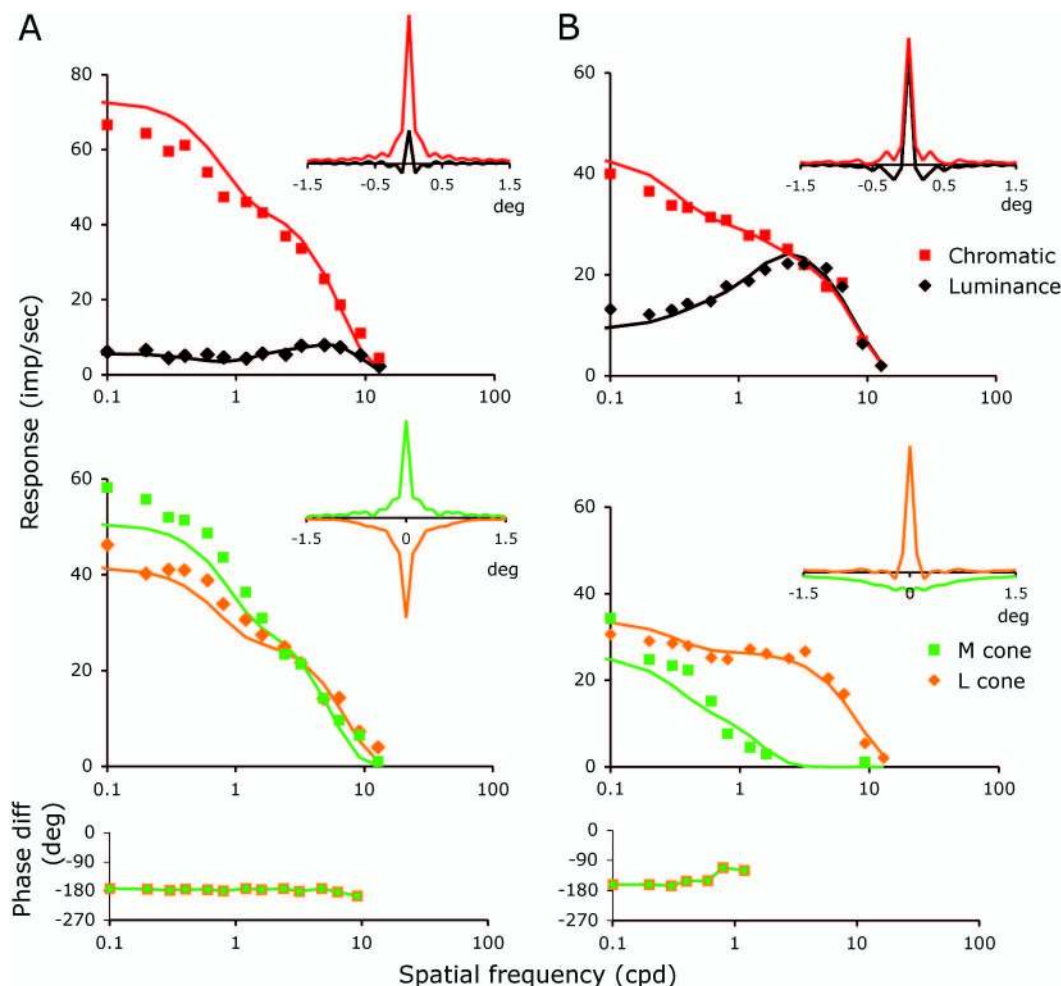 A
B
80
60
40
20
0
0.1 1 10 100
-1.5 -0.5 0.5 1.5
deg
60
40
20
0
0.1 1 10 100
-1.5 -0.5 0 0.5 1.5
deg
Chromatic
Luminance
Response (imp/sec)
60
40
20
0
0.1 1 10 100
-1.5 0 1.5
deg
60
40
20
0
0.1 1 10 100
-1.5 0 1.5
deg
M cone
L cone
Phase diff
(deg)
0
-90
-180
-270
0.1 1 10 100
0
-90
-180
-270
0.1 1 10 100
Spatial frequency (cpd)